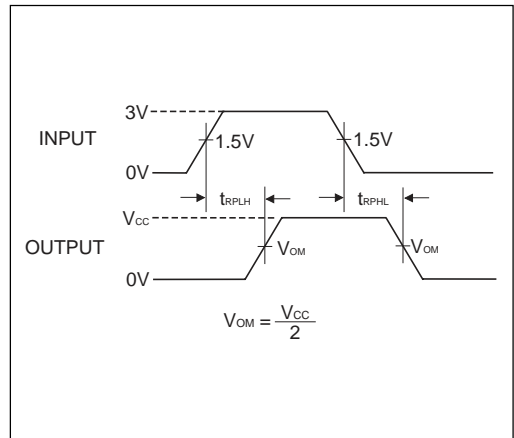 3V
INPUT
1.5V
1.5V
0V
tRPLH
tRPHL
VCC
OUTPUT
VOM
VOM
0V
VOM = VCC
2